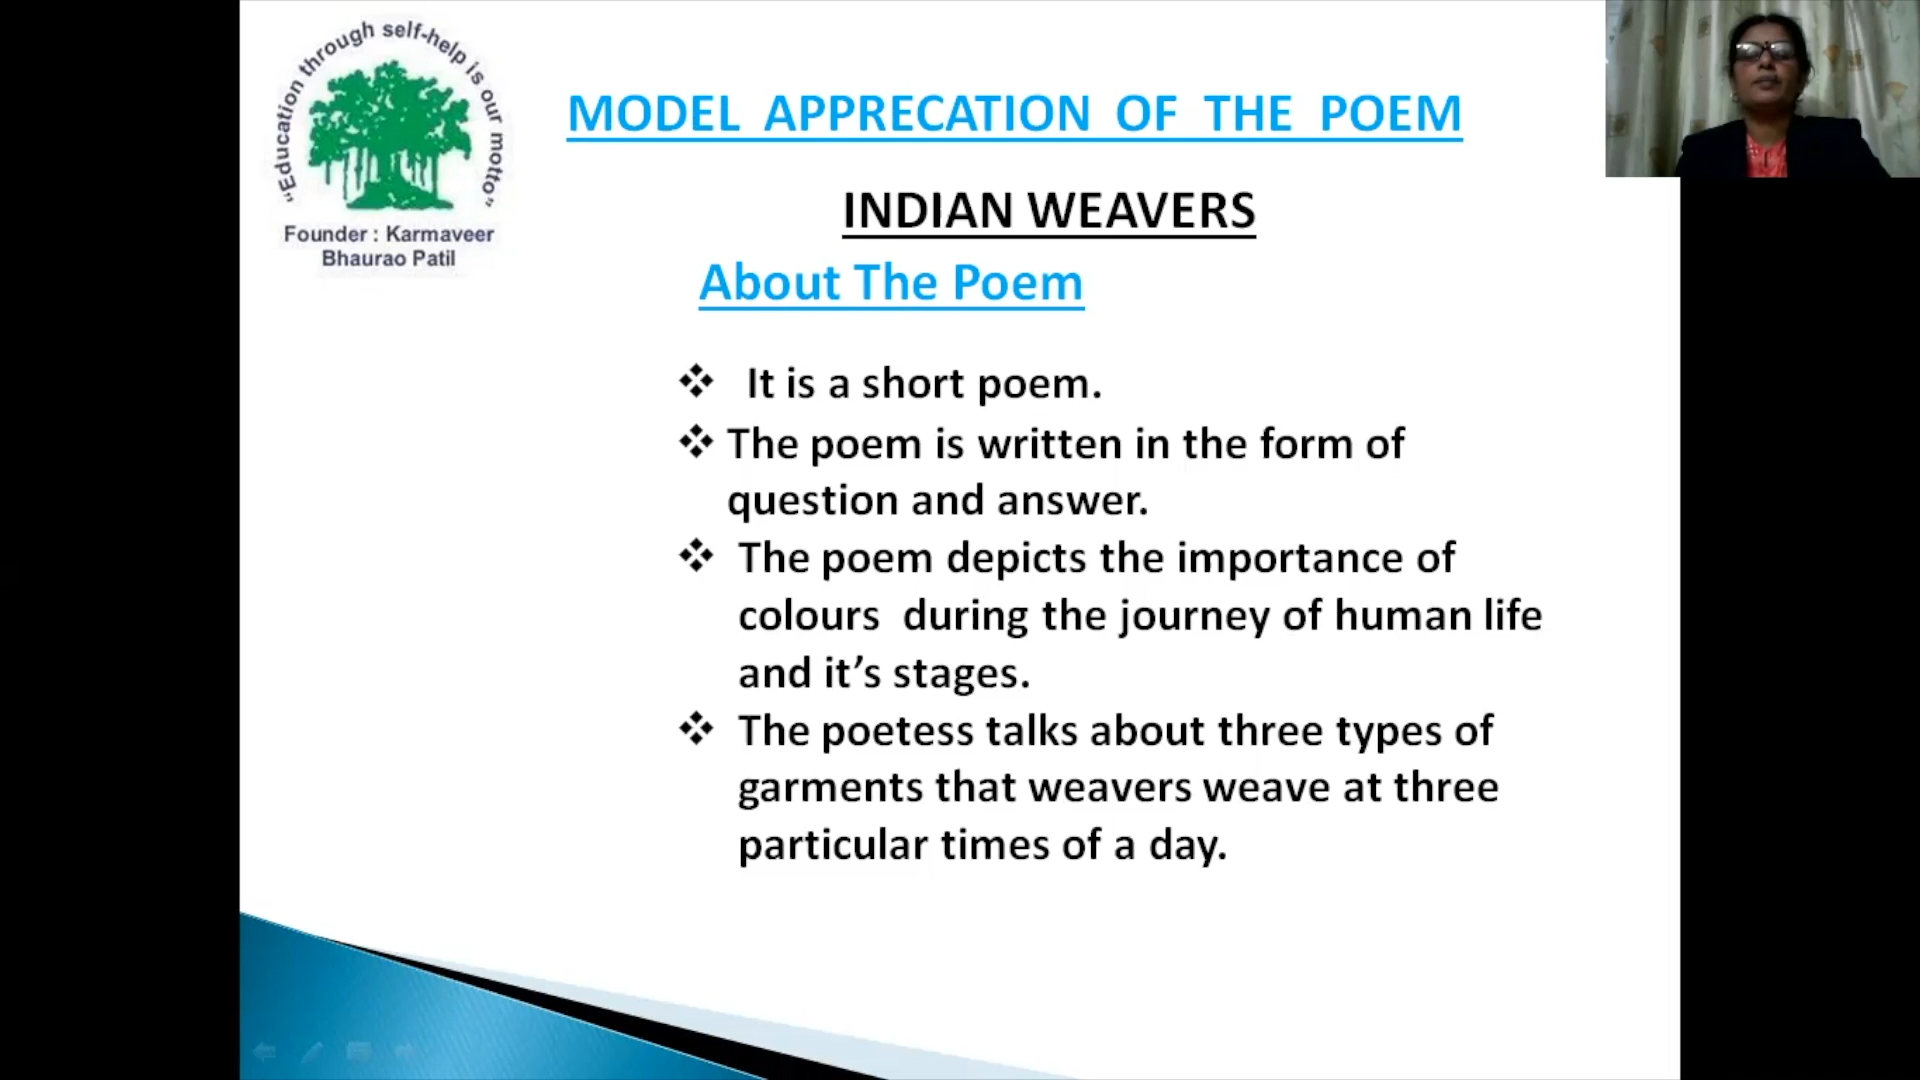 “Education through self-help is our motto”
Founder : Karmaveer
Bhaurao Patil
MODEL APPRECATION OF THE POEM
INDIAN WEAVERS
About The Poem
❖ It is a short poem.
❖ The poem is written in the form of
question and answer.
❖ The poem depicts the importance of
colours during the journey of human life
and it’s stages.
❖ The poetess talks about three types of
garments that weavers weave at three
particular times of a day.